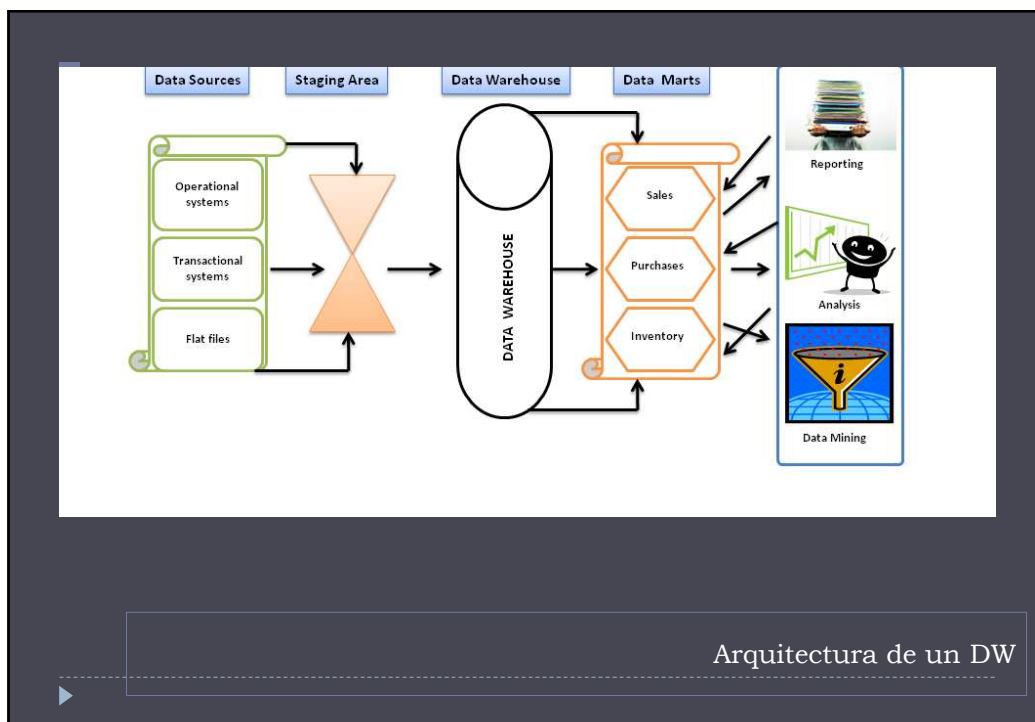 Data Sources
Staging Area
Data Warehouse
Data Marts
Operational
systems
Transactional
systems
Flat files
DATA WAREHOUSE
Sales
Purchases
Inventory
Reporting
Analysis
i
Data Mining
Arquitectura de un DW